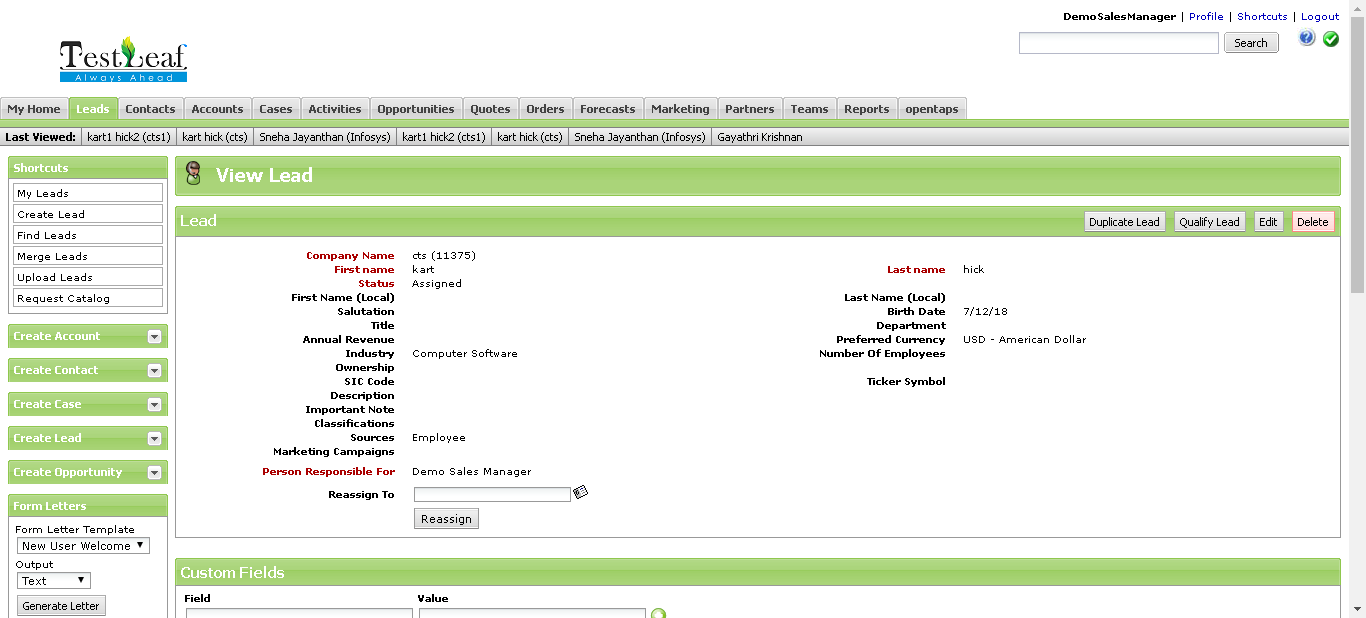 DemoSalesManager | Profile | Shortcuts | Logout
TestLeaf
Always Ahead
Search
My Home Leads Contacts Accounts Cases Activities Opportunities Quotes Orders Forecasts Marketing Partners Teams Reports opentaps
Last Viewed: kart1 hick2 (cts1) kart hick (cts) Sneha Jayanthan (Infosys) kart1 hick2 (cts1) kart hick (cts) Sneha Jayanthan (Infosys) Gayathri Krishnan
Shortcuts
My Leads
Create Lead
Find Leads
Merge Leads
Upload Leads
Request Catalog
Create Account
Create Contact
Create Case
Create Lead
Create Opportunity
Form Letters
Form Letter Template
New User Welcome
Output
Text
Generate Letter
View Lead
Lead Duplicate Lead Qualify Lead Edit Delete
Company Name cts (11375)
First name kart Last name hick
Status Assigned
First Name (Local) Last Name (Local)
Salutation Birth Date 7/12/18
Title Department
Annual Revenue Preferred Currency USD - American Dollar
Industry Computer Software Number Of Employees
Ownership
SIC Code Ticker Symbol
Description
Important Note
Classifications
Sources Employee
Marketing Campaigns
Person Responsible For Demo Sales Manager
Reassign To
Reassign
Custom Fields
Field Value